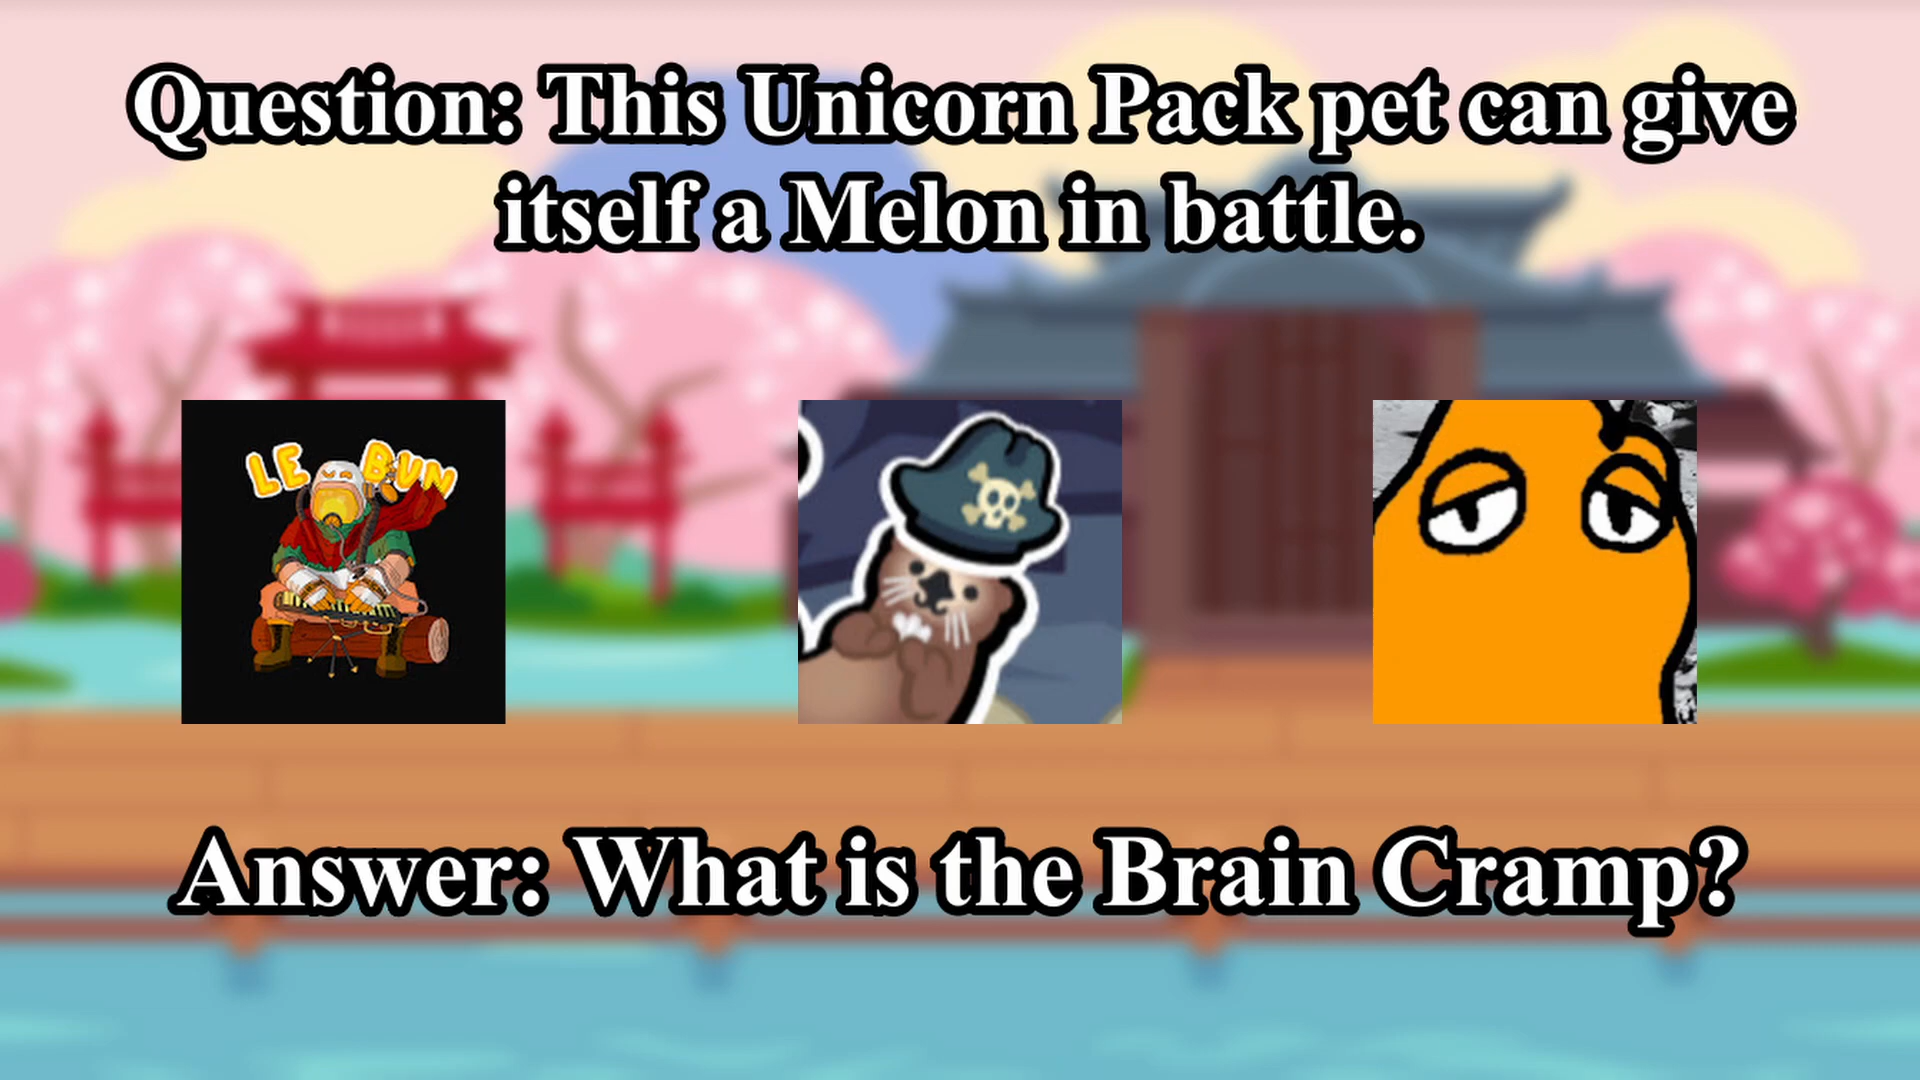 Question: This Unicorn Pack pet can give
itself a Melon in battle.
LE BUN
Answer: What is the Brain Cramp?